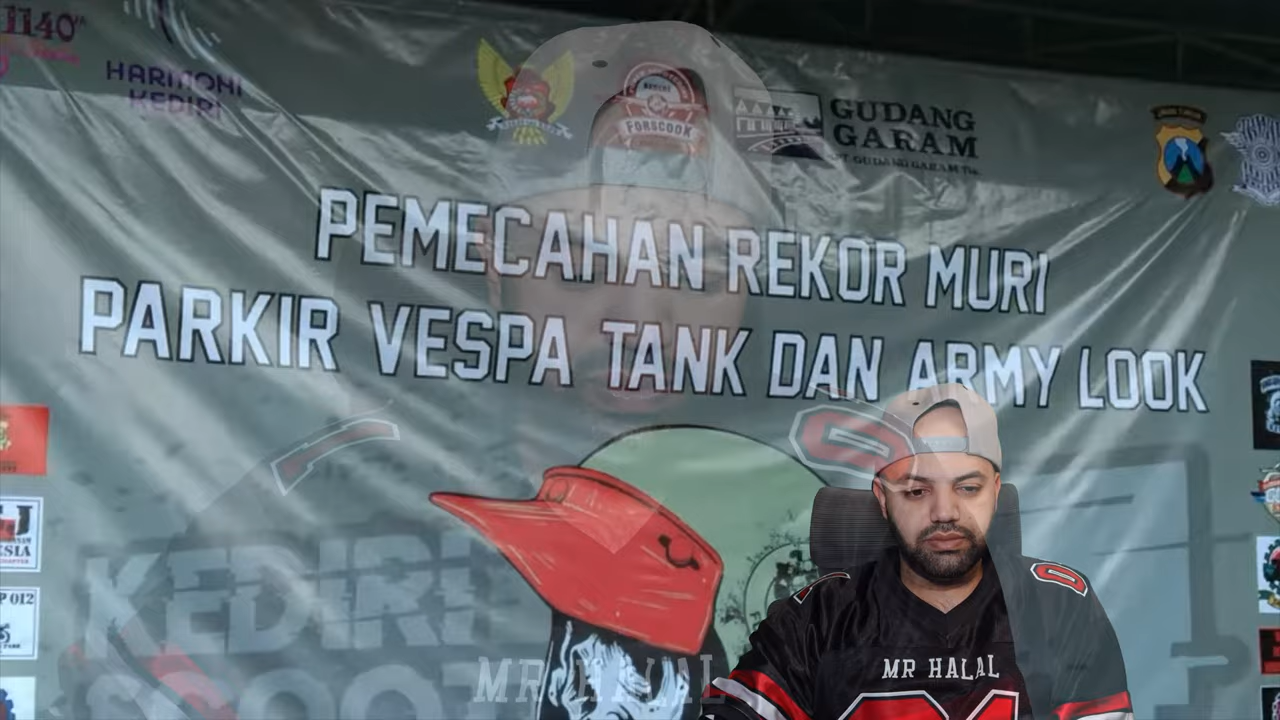 1140
HARMONI
KEDIRI
FORSCOOK
GUDANG
GARAM
PEMECAHAN REKOR MURI
PARKIR VESPA TANK DAN ARMY LOOK
KEDIRI
P 012
MR HALAL
MR HALAL